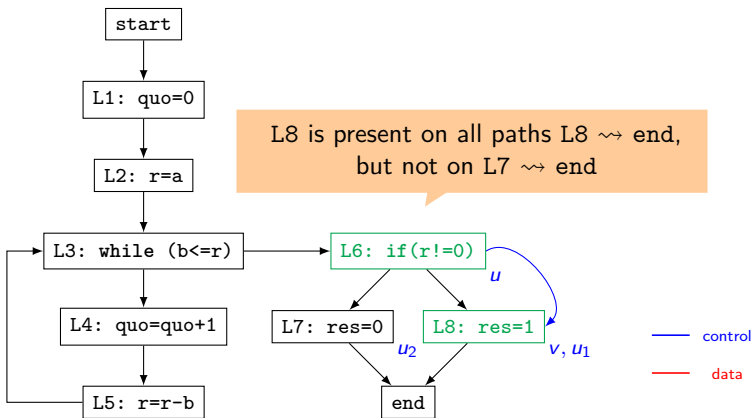 start
L1: quo=0
L8 is present on all paths L8 ⇝ end,
but not on L7 ⇝ end
L2: r=a
L3: while (b<=r)
L6: if(r!=0)
u
L4: quo=quo+1
L7: res=0
L8: res=1
u₂
v, u₁
control
data
L5: r=r-b
end